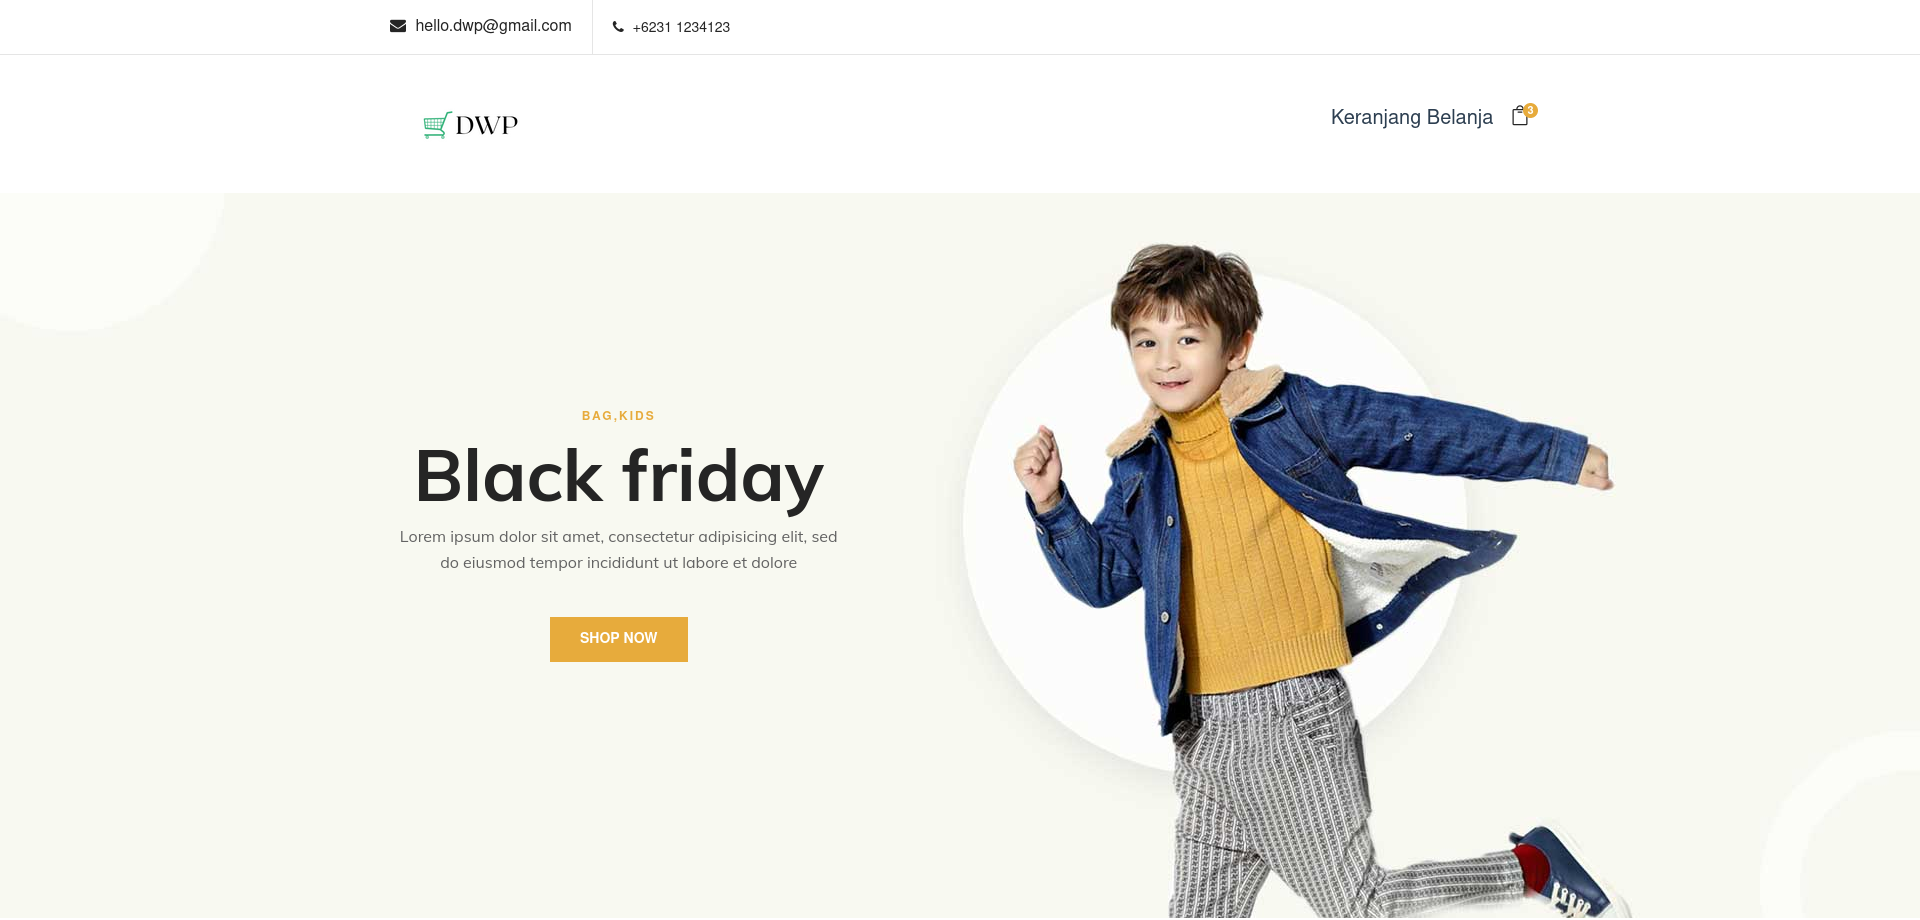 hello.dwp@gmail.com
+6231 1234123
DWP
Keranjang Belanja
3
BAG,KIDS
Black friday
Lorem ipsum dolor sit amet, consectetur adipisicing elit, sed
do eiusmod tempor incididunt ut labore et dolore
SHOP NOW